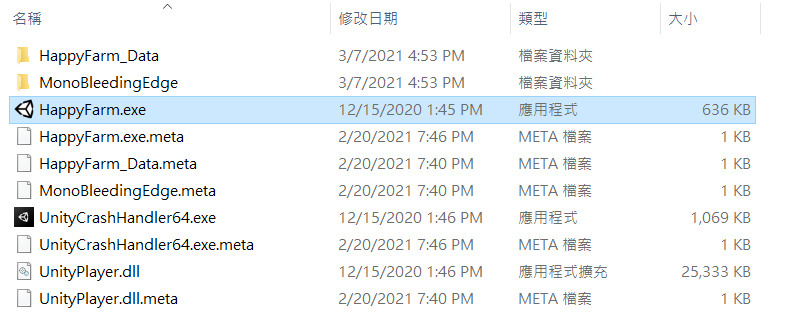 名稱 修改日期 類型 大小
HappyFarm_Data 3/7/2021 4:53 PM 檔案資料夾
MonoBleedingEdge 3/7/2021 4:53 PM 檔案資料夾
HappyFarm.exe 12/15/2020 1:45 PM 應用程式 636 KB
HappyFarm.exe.meta 2/20/2021 7:46 PM META 檔案 1 KB
HappyFarm_Data.meta 2/20/2021 7:40 PM META 檔案 1 KB
MonoBleedingEdge.meta 2/20/2021 7:40 PM META 檔案 1 KB
UnityCrashHandler64.exe 12/15/2020 1:46 PM 應用程式 1,069 KB
UnityCrashHandler64.exe.meta 2/20/2021 7:46 PM META 檔案 1 KB
UnityPlayer.dll 12/15/2020 1:46 PM 應用程式擴充 25,333 KB
UnityPlayer.dll.meta 2/20/2021 7:40 PM META 檔案 1 KB